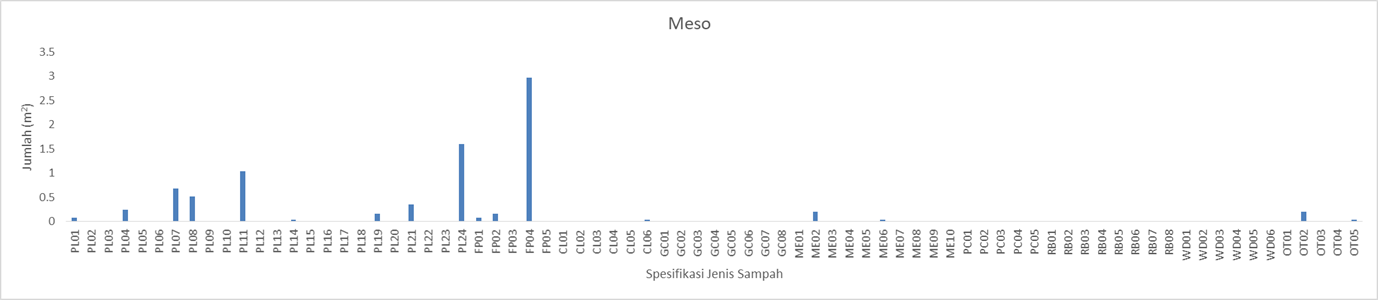 Meso
3.5
3
2.5
2
1.5
1
0.5
0
Jumlah (m²)
PL01 PL02 PL03 PL04 PL05 PL06 PL07 PL08 PL09 PL10 PL11 PL12 PL13 PL14 PL15 PL16 PL17 PL18 PL19 PL20 PL21 PL22 PL23 PL24 FP01 FP02 FP03 FP04 FP05 CL01 CL02 CL03 CL04 CL05 CL06 GC01 GC02 GC03 GC04 GC05 GC06 GC07 GC08 ME01 ME02 ME03 ME04 ME05 ME06 ME07 ME08 ME09 ME10 PC01 PC02 PC03 PC04 PC05 RB01 RB02 RB03 RB04 RB05 RB06 RB07 RB08 WD01 WD02 WD03 WD04 WD05 WD06 OT01 OT02 OT03 OT04 OT05
Spesifikasi Jenis Sampah